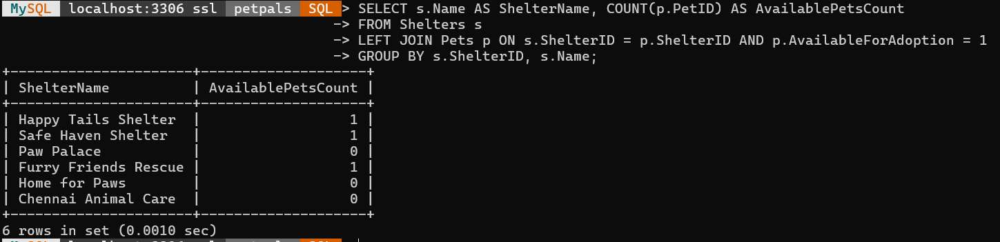 MySQL localhost:3306 ssl petpals SQL > SELECT s.Name AS ShelterName, COUNT(p.PetID) AS AvailablePetsCount
-> FROM Shelters s
-> LEFT JOIN Pets p ON s.ShelterID = p.ShelterID AND p.AvailableForAdoption = 1
-> GROUP BY s.ShelterID, s.Name;
+----------------------+--------------------+
| ShelterName          | AvailablePetsCount |
+----------------------+--------------------+
| Happy Tails Shelter  |                  1 |
| Safe Haven Shelter   |                  1 |
| Paw Palace           |                  0 |
| Furry Friends Rescue |                  1 |
| Home for Paws        |                  0 |
| Chennai Animal Care  |                  0 |
+----------------------+--------------------+
6 rows in set (0.0010 sec)